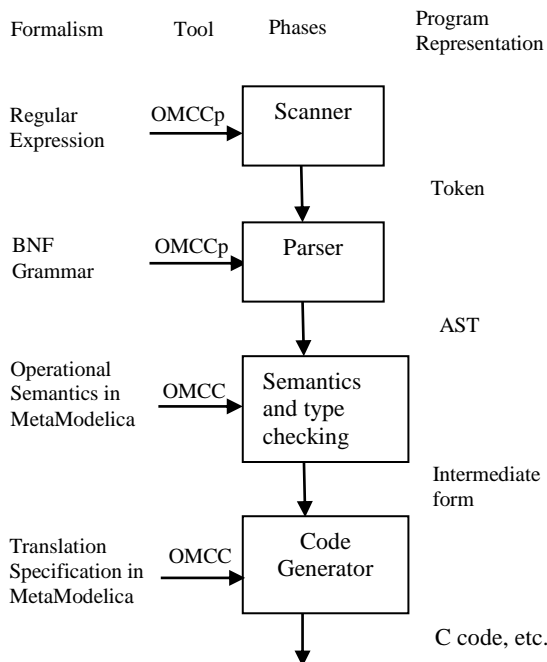 Formalism Tool Phases Program
Representation
Regular
Expression
OMCCp
Scanner
Token
BNF
Grammar
OMCCp
Parser
AST
Operational
Semantics in
MetaModelica
OMCC
Semantics
and type
checking
Intermediate
form
Translation
Specification in
MetaModelica
OMCC
Code
Generator
C code, etc.